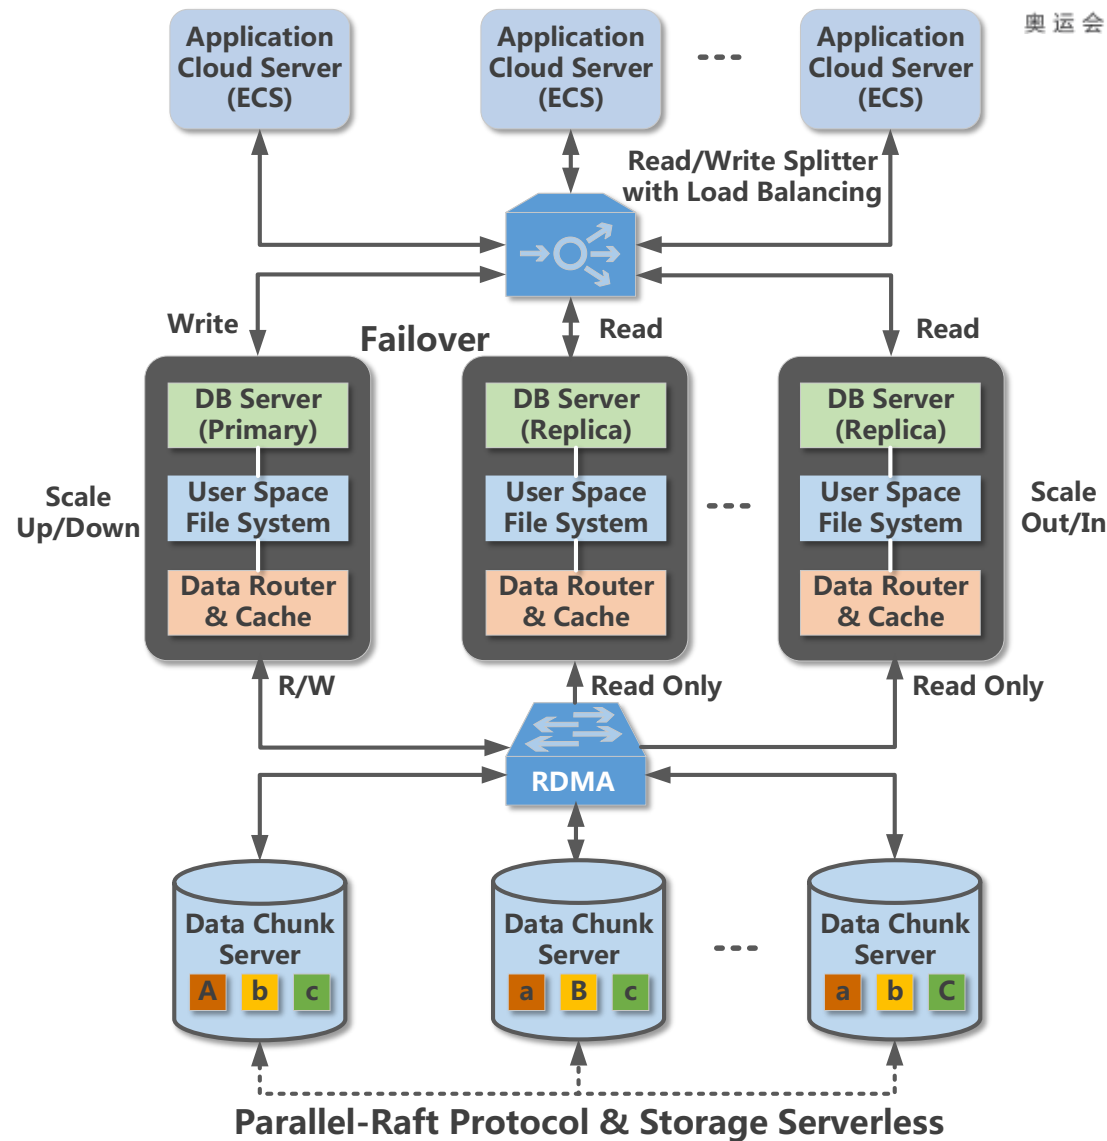 奥运会
Application
Cloud Server
(ECS)
Application
Cloud Server
(ECS)
Application
Cloud Server
(ECS)
Read/Write Splitter
with Load Balancing
Write
Failover
Read
Read
DB Server
(Primary)
User Space
File System
Data Router
& Cache
DB Server
(Replica)
User Space
File System
Data Router
& Cache
DB Server
(Replica)
User Space
File System
Data Router
& Cache
Scale
Up/Down
Scale
Out/In
R/W
Read Only
Read Only
RDMA
Data Chunk
Server
A b c
Data Chunk
Server
a B c
Data Chunk
Server
a b C
Parallel-Raft Protocol & Storage Serverless